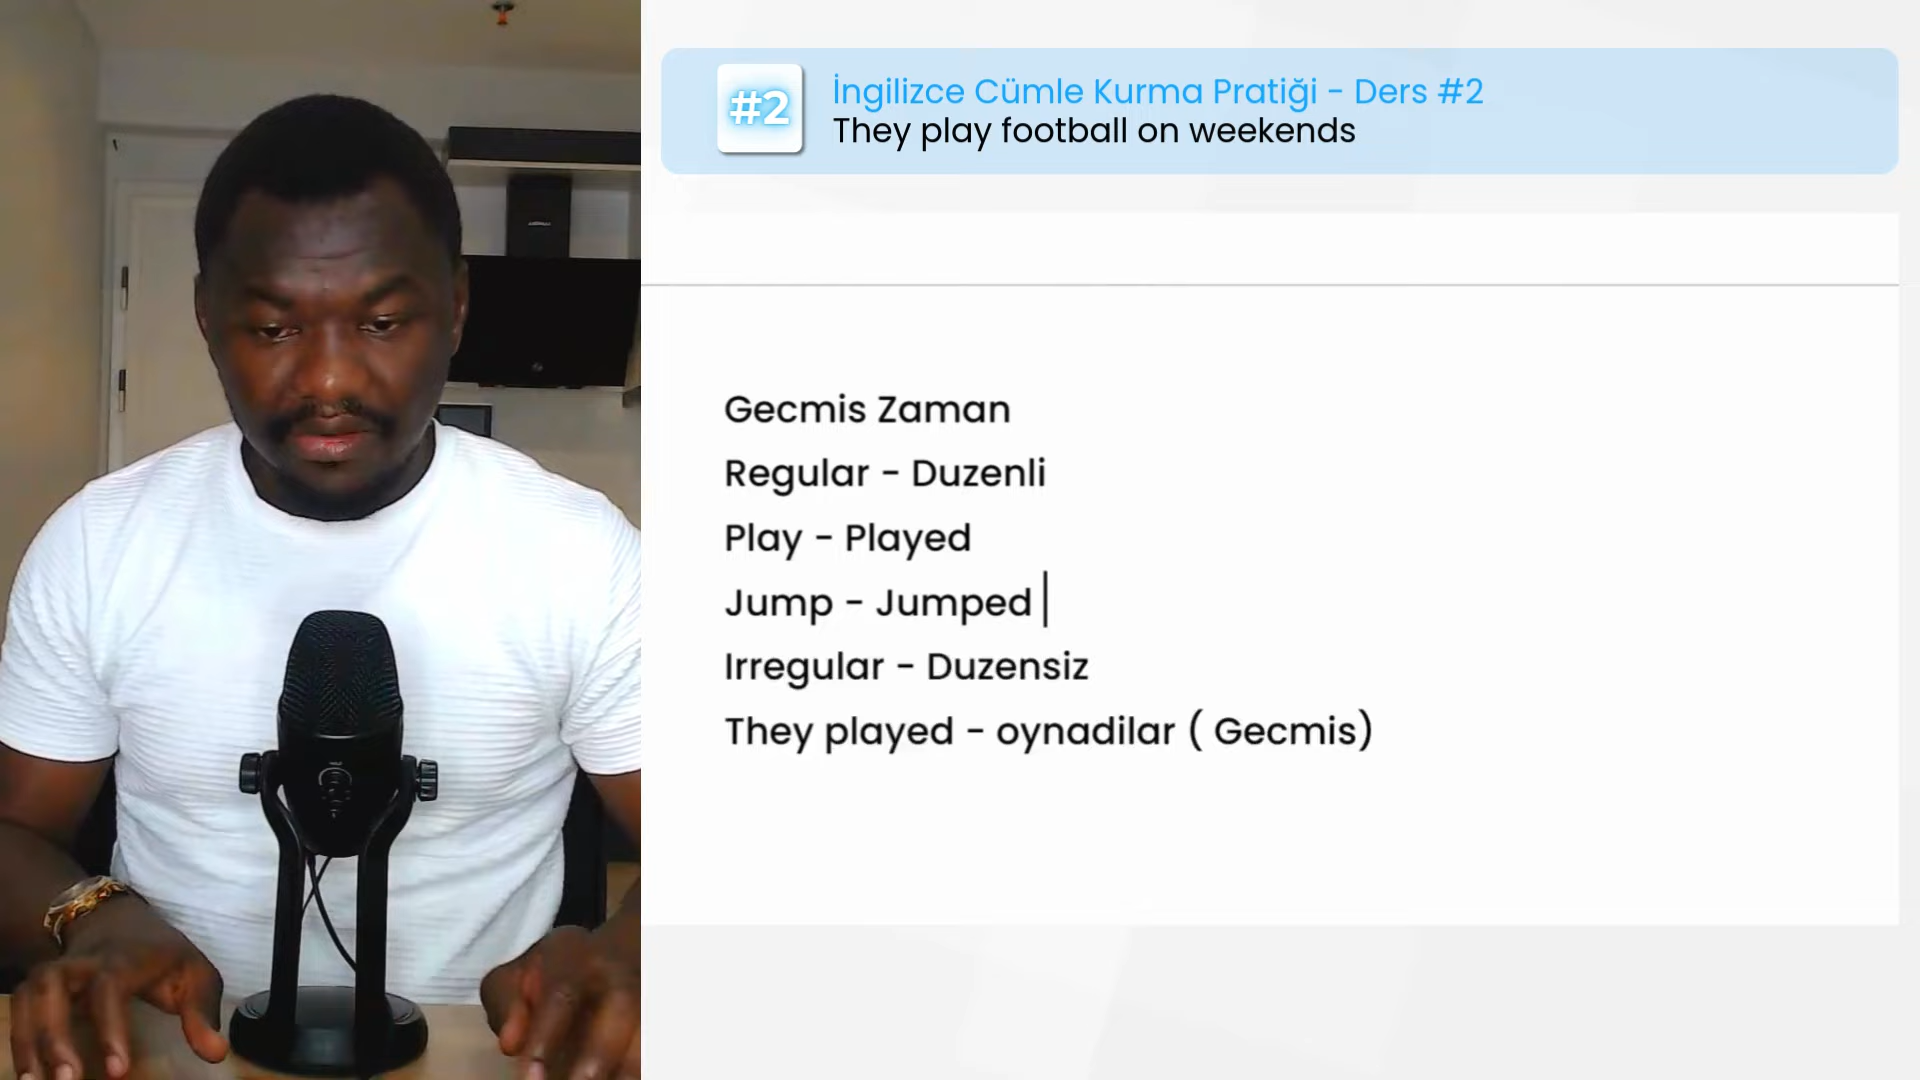 #2
İngilizce Cümle Kurma Pratiği - Ders #2
They play football on weekends
Gecmis Zaman
Regular - Duzenli
Play - Played
Jump - Jumped
Irregular - Duzensiz
They played - oynadilar ( Gecmis)